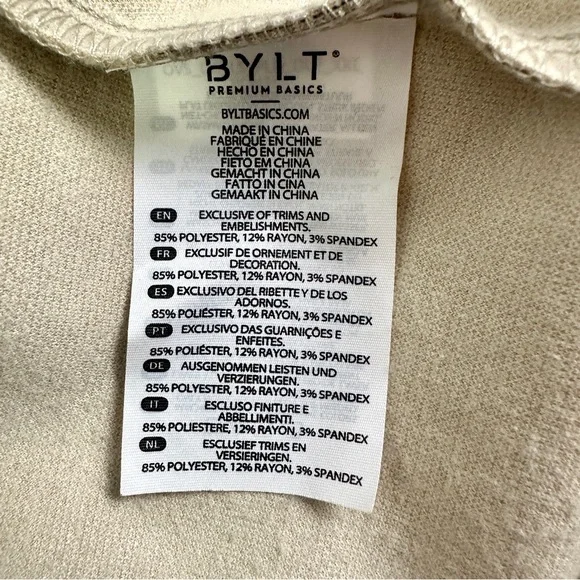 BYLT®
PREMIUM BASICS
BYLTBASICS.COM
MADE IN CHINA
FABRIQUÉ EN CHINE
HECHO EN CHINA
FIETO EM CHINA
GEMACHT IN CHINA
FATTO IN CINA
GEMAAKT IN CHINA
EN EXCLUSIVE OF TRIMS AND
EMBELISHMENTS.
85% POLYESTER, 12% RAYON, 3% SPANDEX
FR EXCLUSIF DE ORNEMENT ET DE
DECORATION.
85% POLYESTER, 12% RAYON, 3% SPANDEX
ES EXCLUSIVO DEL RIBETTE Y DE LOS
ADORNOS.
85% POLIÉSTER, 12% RAYON, 3% SPANDEX
PT EXCLUSIVO DAS GUARNIÇÕES E
ENFEITES.
85% POLIÉSTER, 12% RAYON, 3% SPANDEX
DE AUSGENOMMEN LEISTEN UND
VERZIERUNGEN.
85% POLYESTER, 12% RAYON, 3% SPANDEX
IT ESCLUSO FINITURE E
ABBELLIMENTI.
85% POLIESTERE, 12% RAYON, 3% SPANDEX
NL ESCLUSIEF TRIMS EN
VERSIERINGEN.
85% POLYESTER, 12% RAYON, 3% SPANDEX